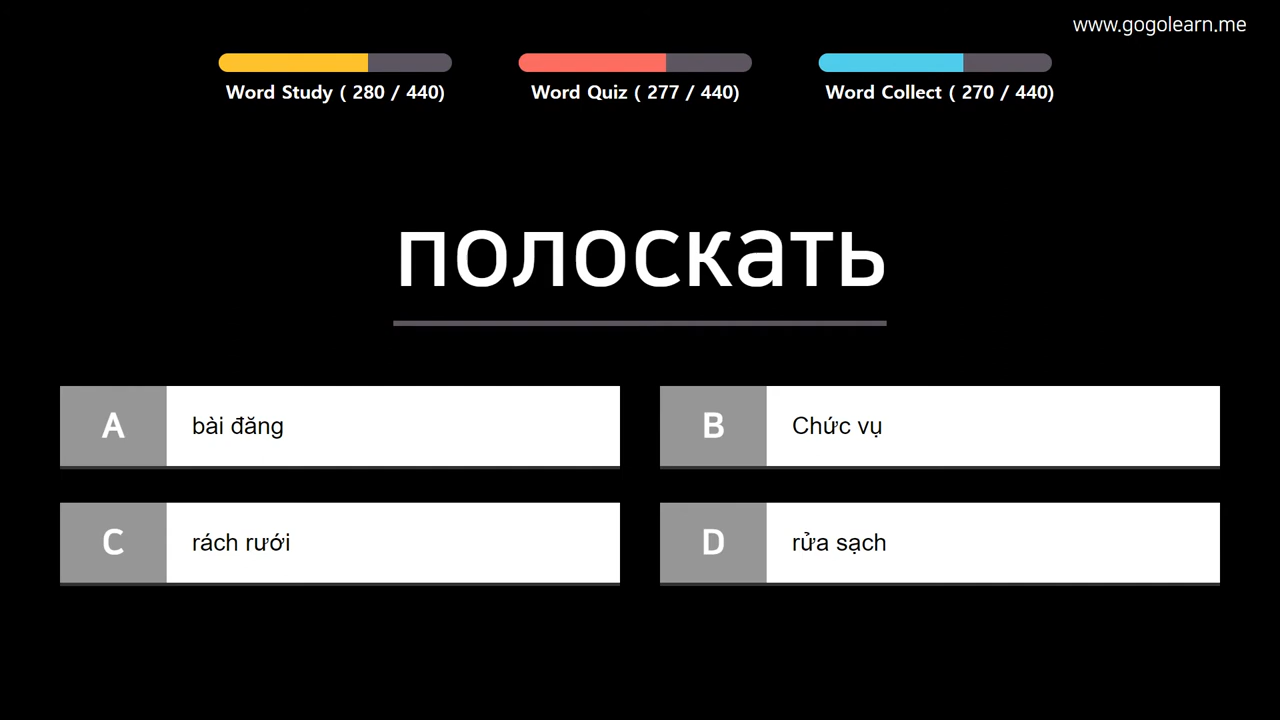 www.gogolearn.me
Word Study ( 280 / 440)
Word Quiz ( 277 / 440)
Word Collect ( 270 / 440)
полоскать
A bài đăng
B Chức vụ
C rách rưới
D rửa sạch